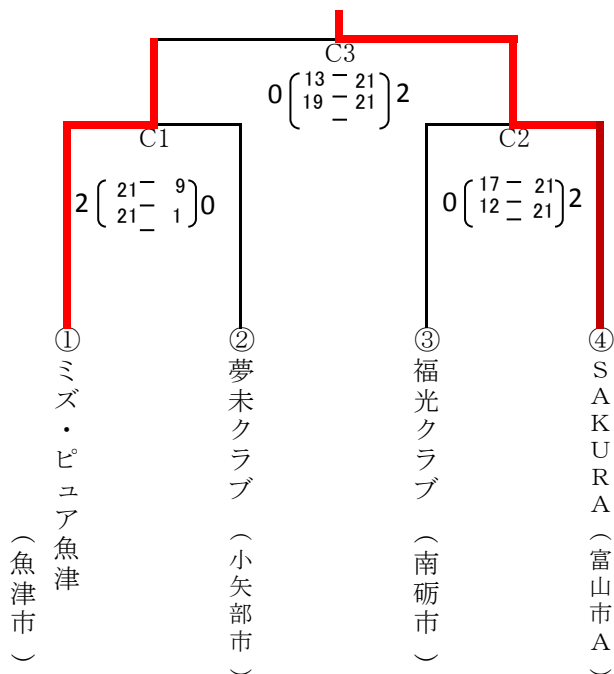 C3
0 ( 13 － 21 ) 2
19 － 21
－
C1
2 ( 21 － 9 ) 0
21 － 1
－
C2
0 ( 17 － 21 ) 2
12 － 21
－
①ミズ・ピュア魚津
（魚津市）
②夢未クラブ（小矢部市）
③福光クラブ（南砺市）
④SAKURA（富山市A）